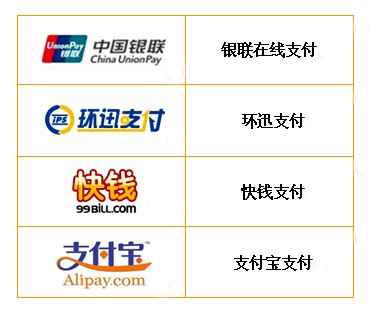 UnionPay 银联
中国银联
China UnionPay
银联在线支付
IPS 环迅支付
环迅支付
快钱
99BILL.COM
快钱支付
支付宝™
Alipay.com
支付宝支付